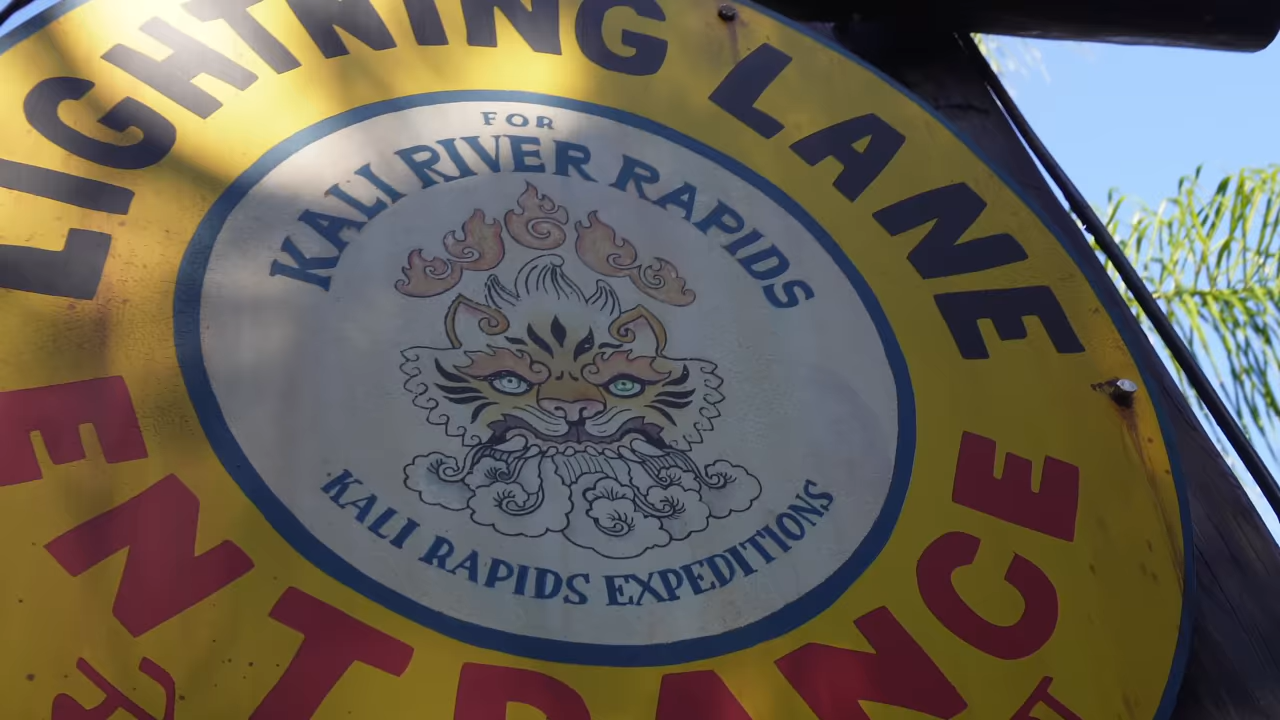 LIGHTNING LANE
FOR
KALI RIVER RAPIDS
KALI RAPIDS EXPEDITIONS
ENTRANCE